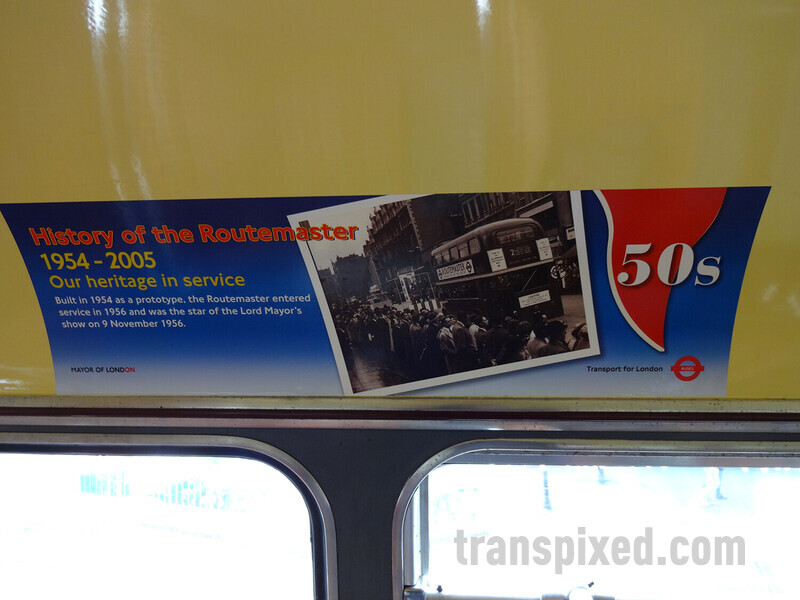 History of the Routemaster
1954 - 2005
Our heritage in service
Built in 1954 as a prototype, the Routemaster entered
service in 1956 and was the star of the Lord Mayor's
show on 9 November 1956.
MAYOR OF LONDON
ROUTEMASTER
50s
Transport for London
BUSES
transpixed.com